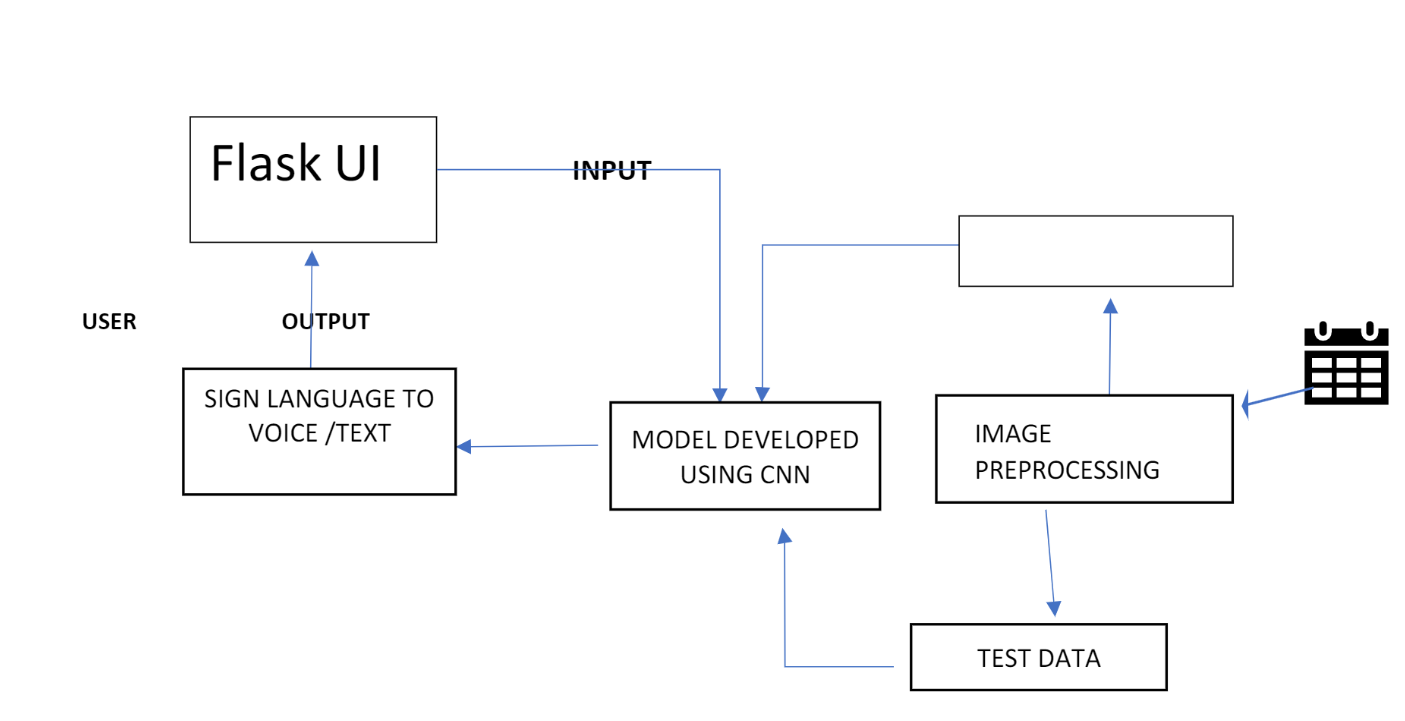 Flask UI
INPUT
USER
OUTPUT
SIGN LANGUAGE TO
VOICE /TEXT
MODEL DEVELOPED
USING CNN
IMAGE
PREPROCESSING
TEST DATA